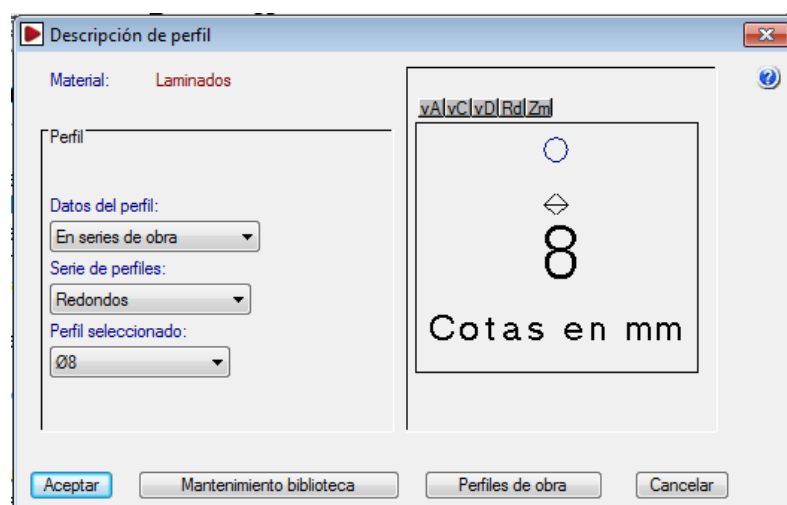 Descripción de perfil
Material: Laminados
Perfil
Datos del perfil:
En series de obra
Serie de perfiles:
Redondos
Perfil seleccionado:
Ø8
vA vC vD Rd Zm
8
Cotas en mm
Aceptar Mantenimiento biblioteca Perfiles de obra Cancelar